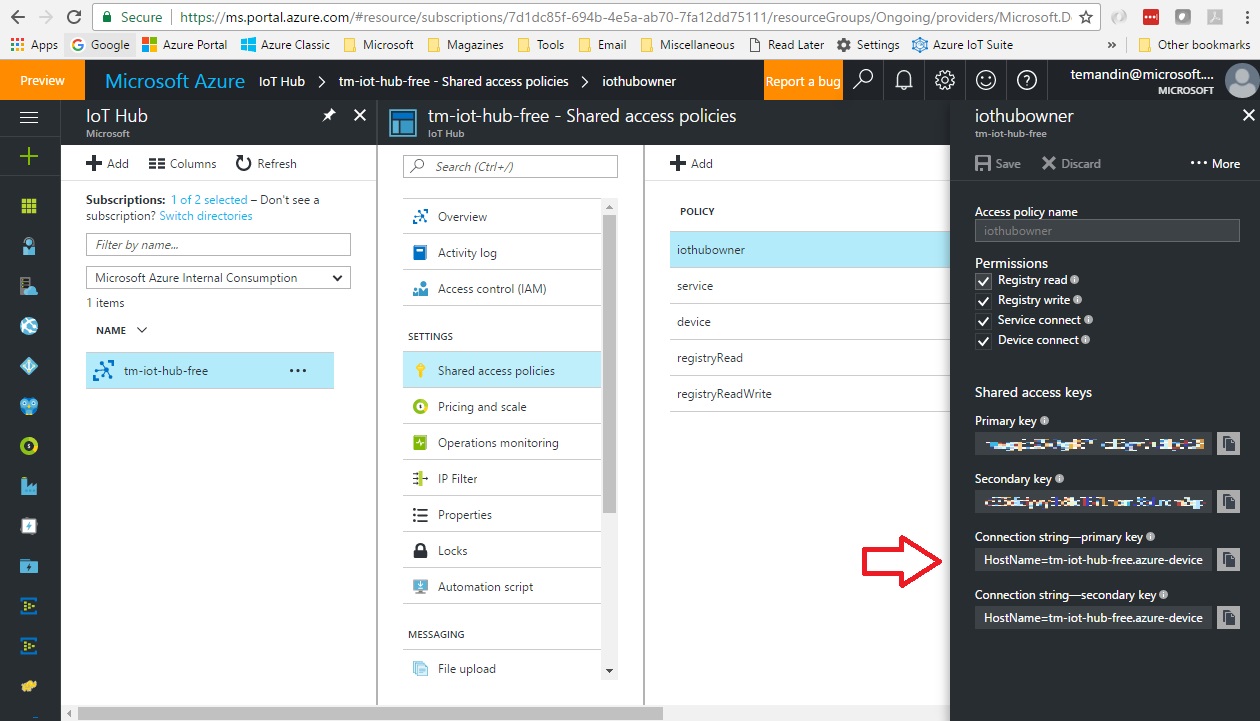 Secure
https://ms.portal.azure.com/#resource/subscriptions/7d1dc85f-694b-4e5a-ab70-7fa12dd75111/resourceGroups/Ongoing/providers/Microsoft.De
Apps Google Azure Portal Azure Classic Microsoft Magazines Tools Email Miscellaneous Read Later Settings Azure IoT Suite » Other bookmarks
Preview Microsoft Azure IoT Hub > tm-iot-hub-free - Shared access policies > iothubowner Report a bug temandin@microsoft....
MICROSOFT
IoT Hub
Microsoft
Add Columns Refresh
Subscriptions: 1 of 2 selected – Don't see a
subscription? Switch directories
Filter by name...
Microsoft Azure Internal Consumption
1 items
NAME
tm-iot-hub-free ...
tm-iot-hub-free - Shared access policies
IoT Hub
Search (Ctrl+/)
Overview
Activity log
Access control (IAM)
SETTINGS
Shared access policies
Pricing and scale
Operations monitoring
IP Filter
Properties
Locks
Automation script
MESSAGING
File upload
Add
POLICY
iothubowner
service
device
registryRead
registryReadWrite
iothubowner
tm-iot-hub-free
Save Discard ... More
Access policy name
iothubowner
Permissions
Registry read
Registry write
Service connect
Device connect
Shared access keys
Primary key
Secondary key
Connection string—primary key
HostName=tm-iot-hub-free.azure-device
Connection string—secondary key
HostName=tm-iot-hub-free.azure-device